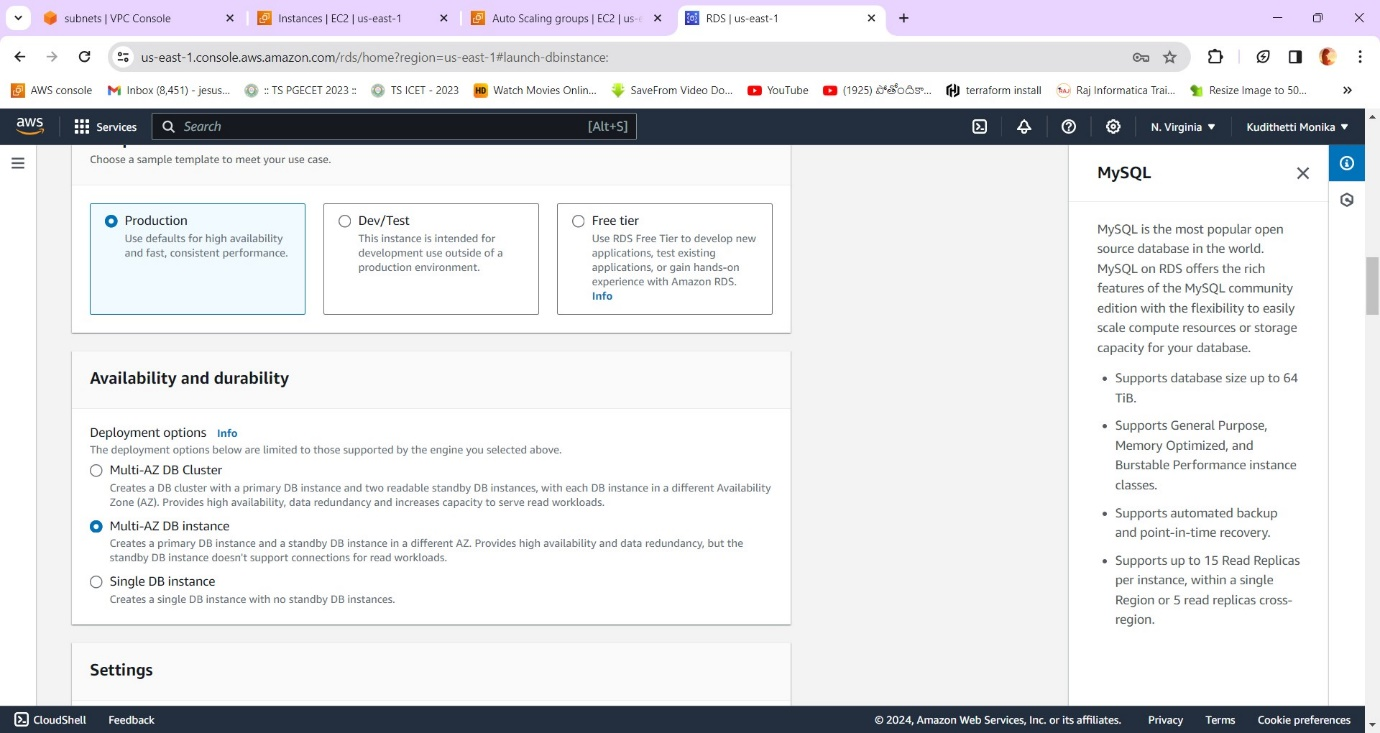 subnets | VPC Console
Instances | EC2 | us-east-1
Auto Scaling groups | EC2 | us-e
RDS | us-east-1
us-east-1.console.aws.amazon.com/rds/home?region=us-east-1#launch-dbinstance:
AWS console
Inbox (8,451) - jesus...
:: TS PGECET 2023 ::
TS ICET - 2023
HD
Watch Movies Onlin...
SaveFrom Video Do...
YouTube
(1925)
terraform install
Raj Informatica Trai...
Resize Image to 50...
»
aws
Services
Search
[Alt+S]
N. Virginia
Kudithetti Monika
Choose a sample template to meet your use case.
Production
Use defaults for high availability
and fast, consistent performance.
Dev/Test
This instance is intended for
development use outside of a
production environment.
Free tier
Use RDS Free Tier to develop new
applications, test existing
applications, or gain hands-on
experience with Amazon RDS.
Info
Availability and durability
Deployment options Info
The deployment options below are limited to those supported by the engine you selected above.
Multi-AZ DB Cluster
Creates a DB cluster with a primary DB instance and two readable standby DB instances, with each DB instance in a different Availability
Zone (AZ). Provides high availability, data redundancy and increases capacity to serve read workloads.
Multi-AZ DB instance
Creates a primary DB instance and a standby DB instance in a different AZ. Provides high availability and data redundancy, but the
standby DB instance doesn't support connections for read workloads.
Single DB instance
Creates a single DB instance with no standby DB instances.
Settings
MySQL
MySQL is the most popular open
source database in the world.
MySQL on RDS offers the rich
features of the MySQL community
edition with the flexibility to easily
scale compute resources or storage
capacity for your database.
• Supports database size up to 64
TiB.
• Supports General Purpose,
Memory Optimized, and
Burstable Performance instance
classes.
• Supports automated backup
and point-in-time recovery.
• Supports up to 15 Read Replicas
per instance, within a single
Region or 5 read replicas cross-
region.
CloudShell
Feedback
© 2024, Amazon Web Services, Inc. or its affiliates.
Privacy
Terms
Cookie preferences